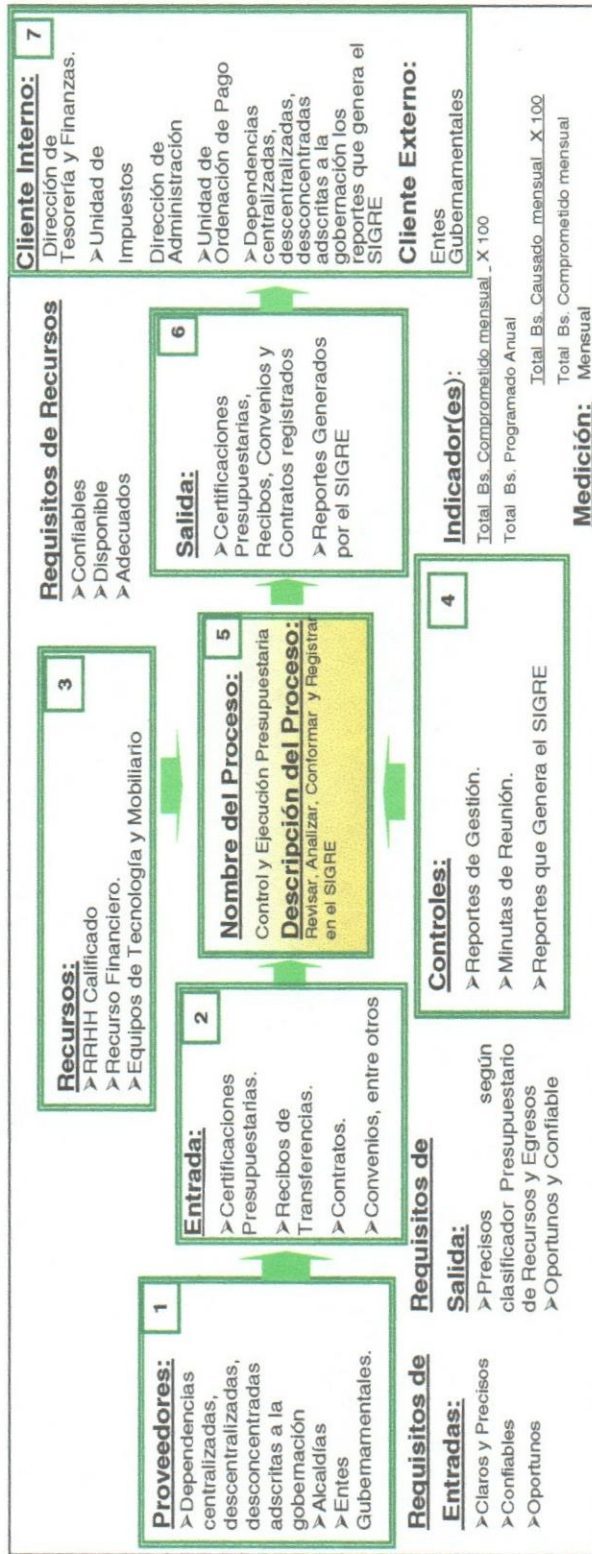 1
Proveedores:
➢Dependencias
centralizadas,
descentralizadas,
desconcentradas
adscritas a la
gobernación
➢Alcaldías
➢Entes
Gubernamentales.
Requisitos de
Entradas:
➢Claros y Precisos
➢Confiables
➢Oportunos
2
Entrada:
➢Certificaciones
Presupuestarias.
➢Recibos de
Transferencias.
➢Contratos.
➢Convenios, entre otros
Requisitos de
Salida:
➢Precisos según
clasificador Presupuestario
de Recursos y Egresos
➢Oportunos y Confiable
3
Recursos:
➢RRHH Calificado
➢Recurso Financiero.
➢Equipos de Tecnología y Mobiliario
5
Nombre del Proceso:
Control y Ejecución Presupuestaria
Descripción del Proceso:
Revisar, Analizar, Conformar y Registrar
en el SIGRE
4
Controles:
➢Reportes de Gestión.
➢Minutas de Reunión.
➢Reportes que Genera el SIGRE
Requisitos de Recursos
➢Confiables
➢Disponible
➢Adecuados
6
Salida:
➢Certificaciones
Presupuestarias,
Recibos, Convenios y
Contratos registrados
➢Reportes Generados
por el SIGRE
Indicador(es):
Total Bs. Comprometido mensual X 100
Total Bs. Programado Anual
Total Bs. Causado mensual X 100
Total Bs. Comprometido
Mensual
Medición:
7
Cliente Interno:
Dirección de
Tesorería y Finanzas.
➢Unidad de
Impuestos
Dirección de
Administración
➢Unidad de
Ordenación de Pago
➢Dependencias
centralizadas,
descentralizadas,
desconcentradas
adscritas a la
gobernación los
reportes que genera el
SIGRE
Cliente Externo:
Entes
Gubernamentales